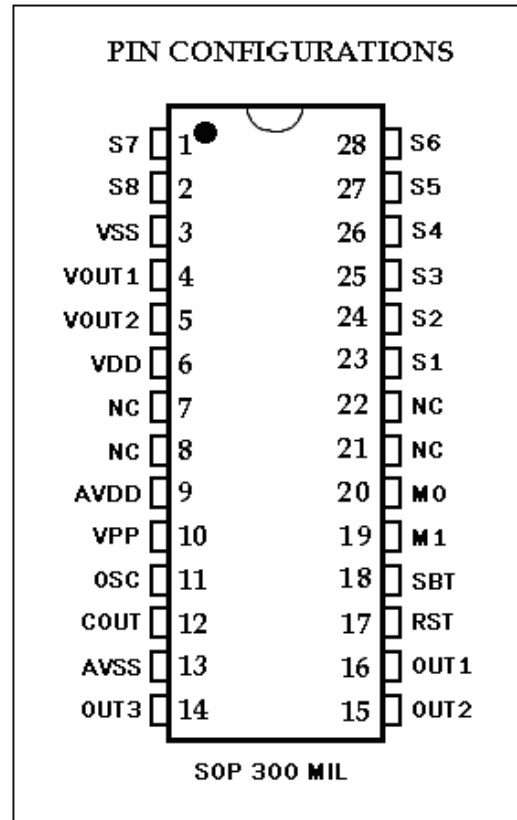 PIN CONFIGURATIONS
S7 1 28 S6
S8 2 27 S5
VSS 3 26 S4
VOUT1 4 25 S3
VOUT2 5 24 S2
VDD 6 23 S1
NC 7 22 NC
NC 8 21 NC
AVDD 9 20 M0
VPP 10 19 M1
OSC 11 18 SBT
COUT 12 17 RST
AVSS 13 16 OUT1
OUT3 14 15 OUT2
SOP 300 MIL